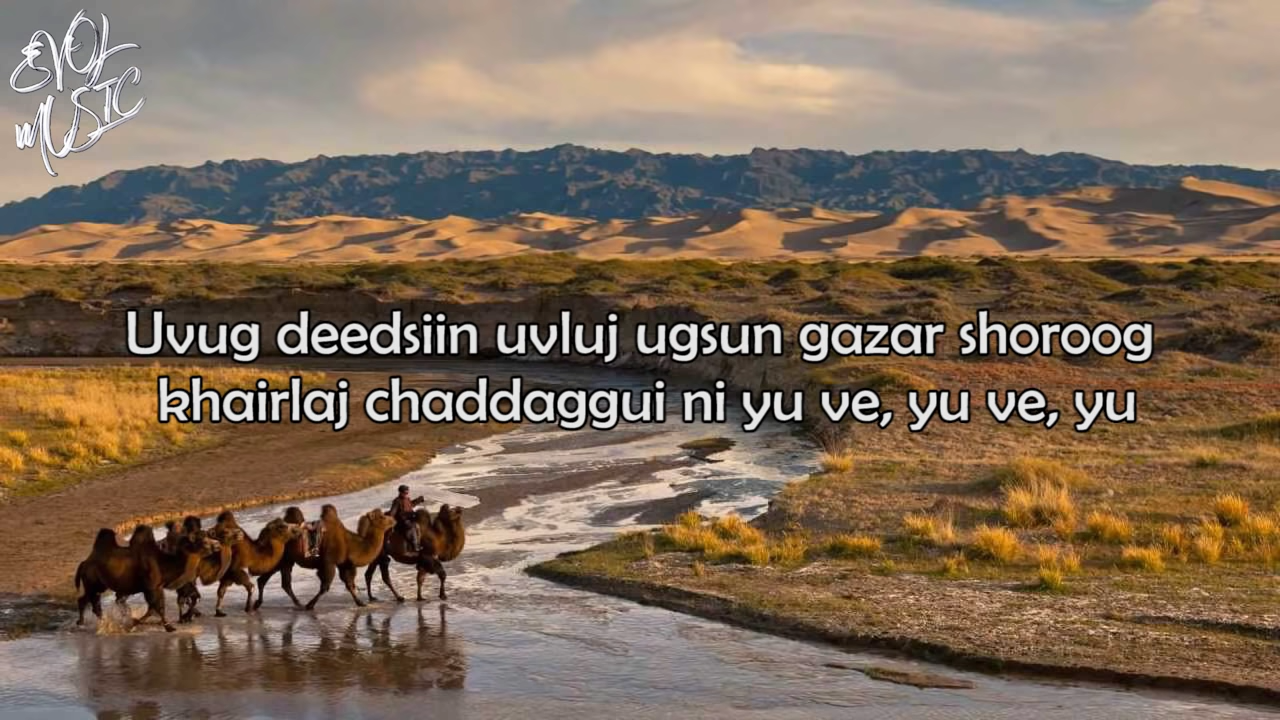 EVOL
MUSIC
Uvug deedsiin uvluj ugsun gazar shoroog
khairlaj chaddaggui ni yu ve, yu ve, yu